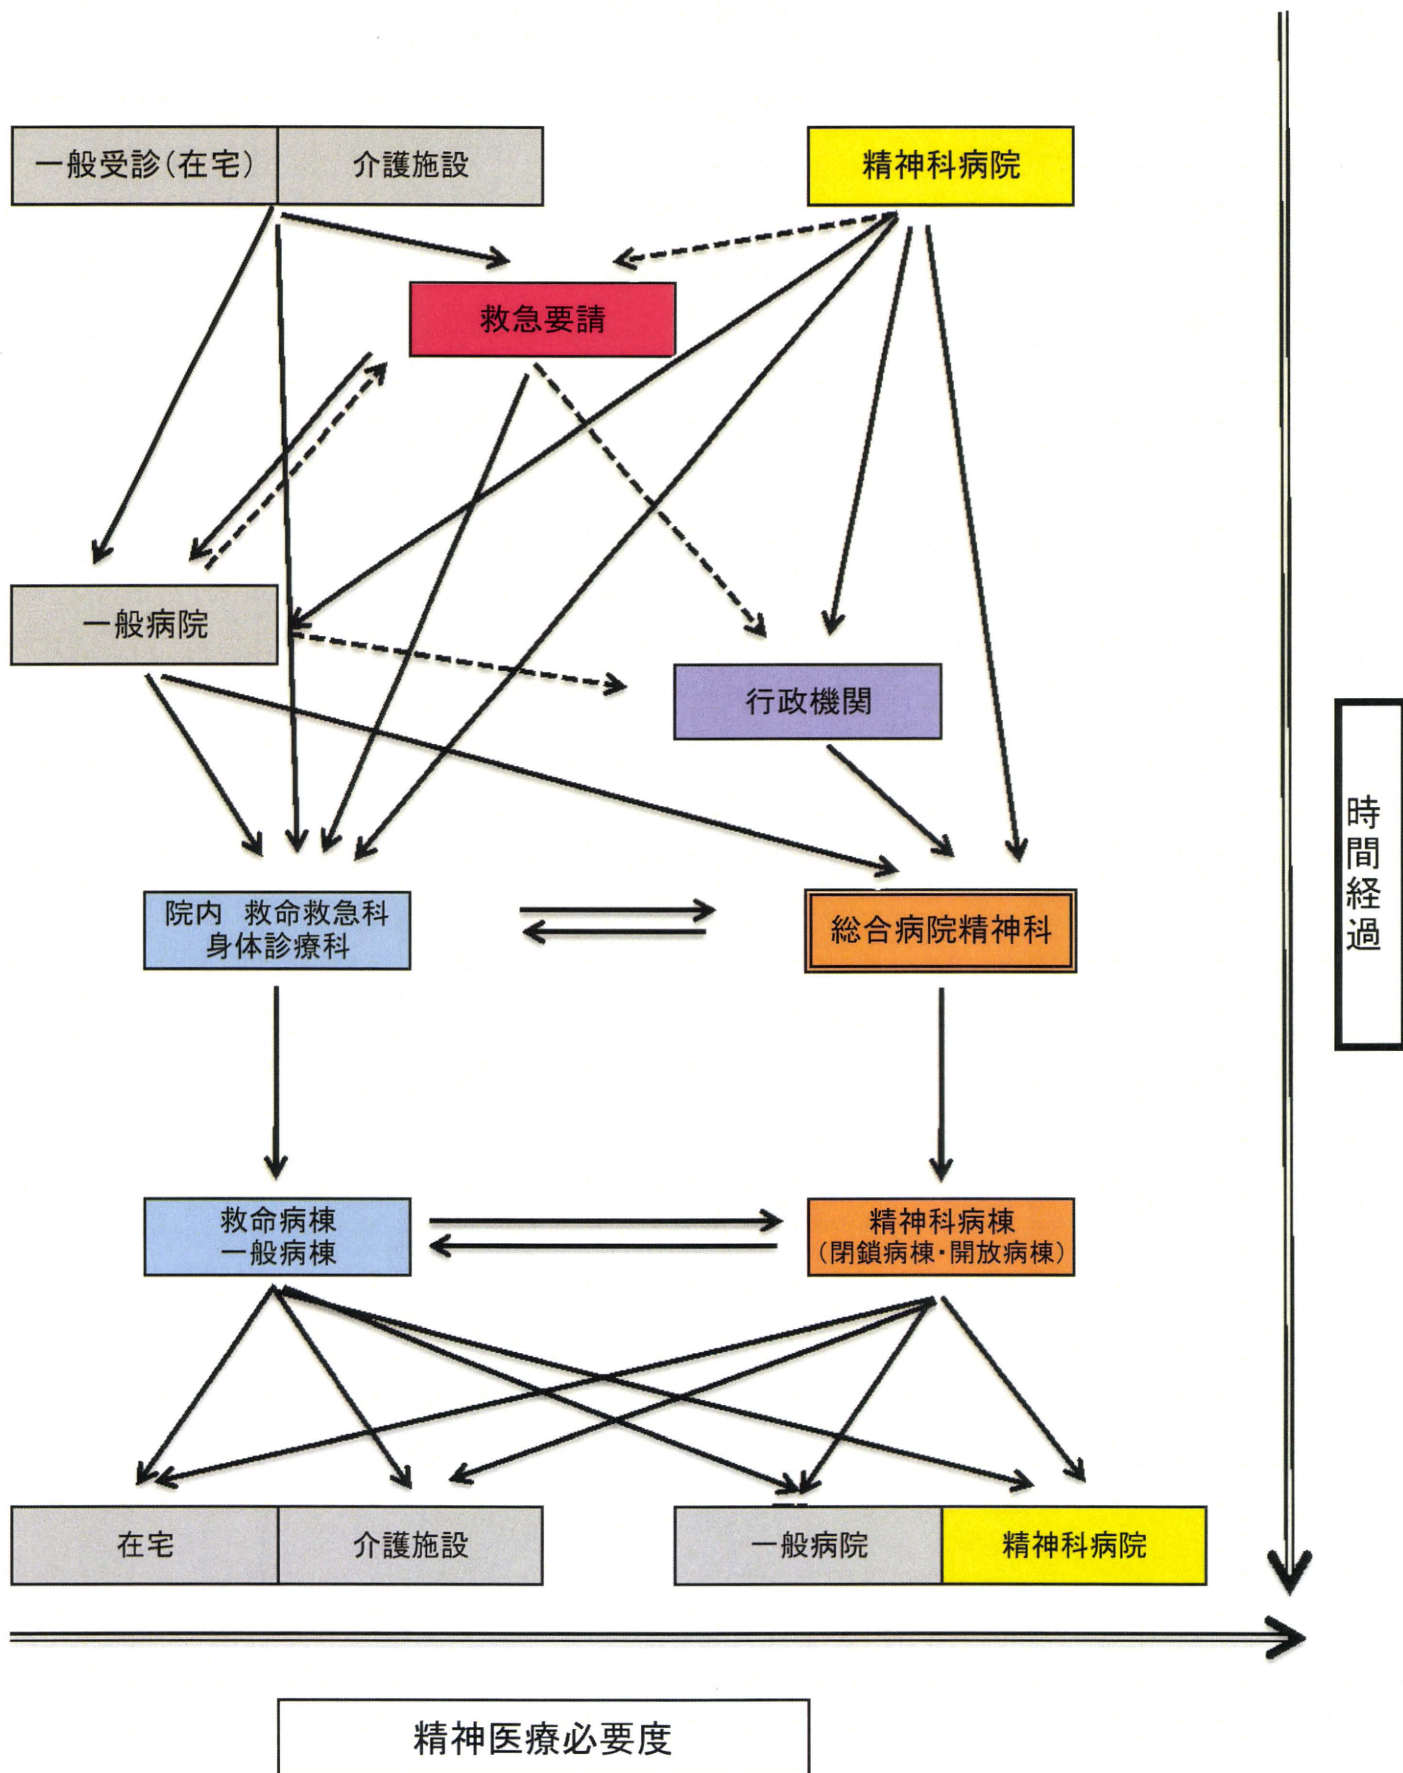 一般受診（在宅）
介護施設
精神科病院
救急要請
一般病院
行政機関
院内　救命救急科
身体診療科
総合病院精神科
時間経過
救命病棟
一般病棟
精神科病棟
（閉鎖病棟・開放病棟）
在宅
介護施設
一般病院
精神科病院
精神医療必要度